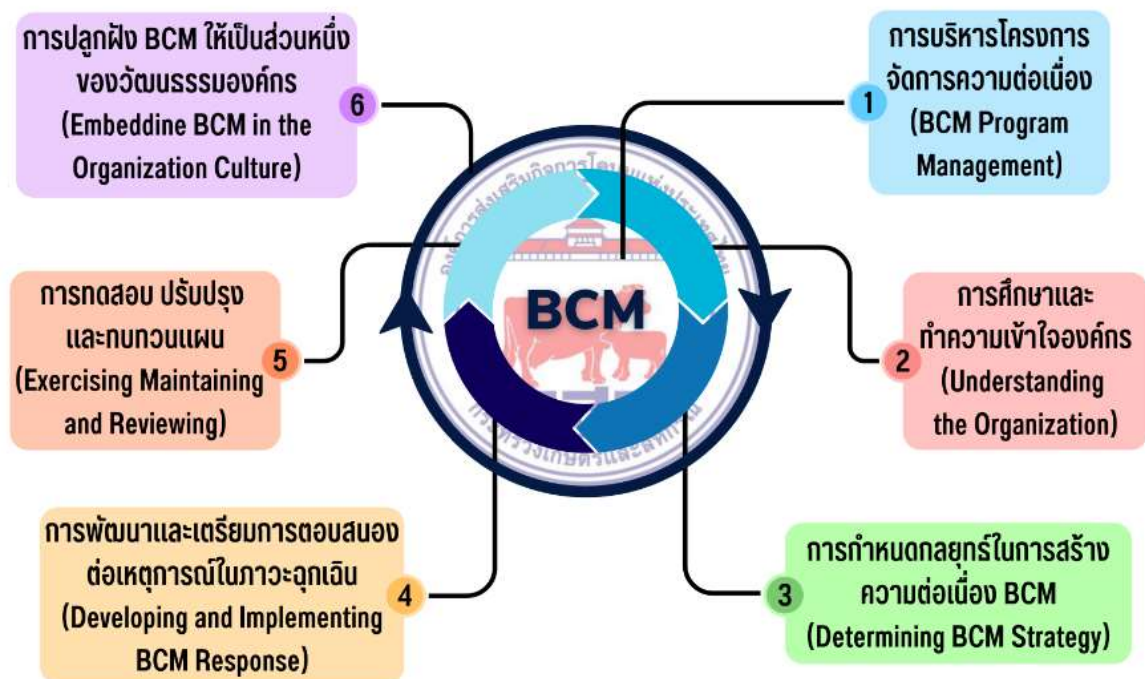 การบริหารโครงการ
จัดการความต่อเนื่อง
(BCM Program
Management)
1
การศึกษาและ
ทำความเข้าใจองค์กร
(Understanding
the Organization)
2
การกำหนดกลยุทธ์ในการสร้าง
ความต่อเนื่อง BCM
(Determining BCM Strategy)
3
การพัฒนาและเตรียมการตอบสนอง
ต่อเหตุการณ์ในภาวะฉุกเฉิน
(Developing and Implementing
BCM Response)
4
การทดสอบ ปรับปรุง
และทบทวนแผน
(Exercising Maintaining
and Reviewing)
5
การปลูกฝัง BCM ให้เป็นส่วนหนึ่ง
ของวัฒนธรรมองค์กร
(Embeddine BCM in the
Organization Culture)
6
BCM